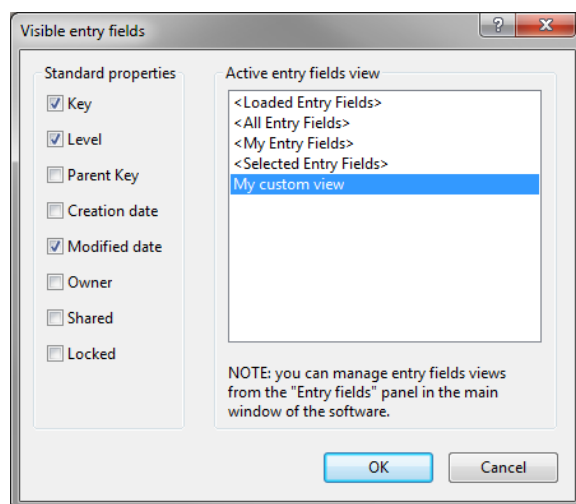 Visible entry fields
?
X
Standard properties
Key
Level
Parent Key
Creation date
Modified date
Owner
Shared
Locked
Active entry fields view
<Loaded Entry Fields>
<All Entry Fields>
<My Entry Fields>
<Selected Entry Fields>
My custom view
NOTE: you can manage entry fields views
from the "Entry fields" panel in the main
window of the software.
OK
Cancel